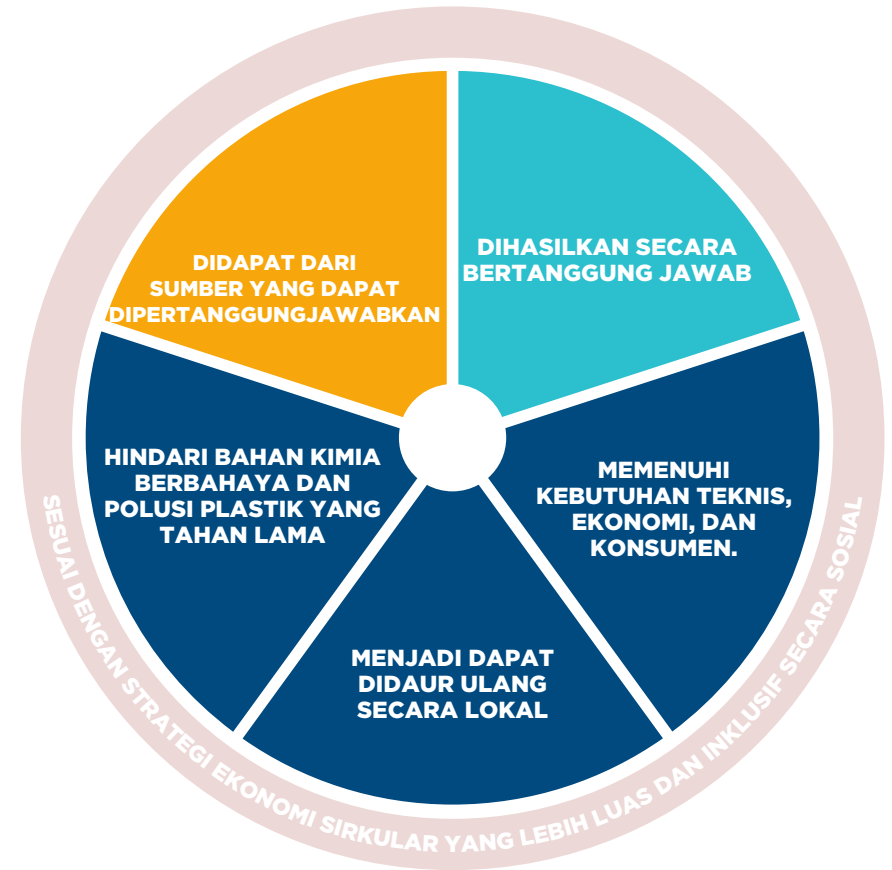 DIDAPAT DARI
SUMBER YANG DAPAT
DIPERTANGGUNGJAWABKAN
DIHASILKAN SECARA
BERTANGGUNG JAWAB
HINDARI BAHAN KIMIA
BERBAHAYA DAN
POLUSI PLASTIK YANG
TAHAN LAMA
MEMENUHI
KEBUTUHAN TEKNIS,
EKONOMI, DAN
KONSUMEN.
MENJADI DAPAT
DIDAUR ULANG
SECARA LOKAL
SESUAI DENGAN STRATEGI EKONOMI SIRKULAR YANG LEBIH LUAS DAN INKLUSIF SECARA SOSIAL